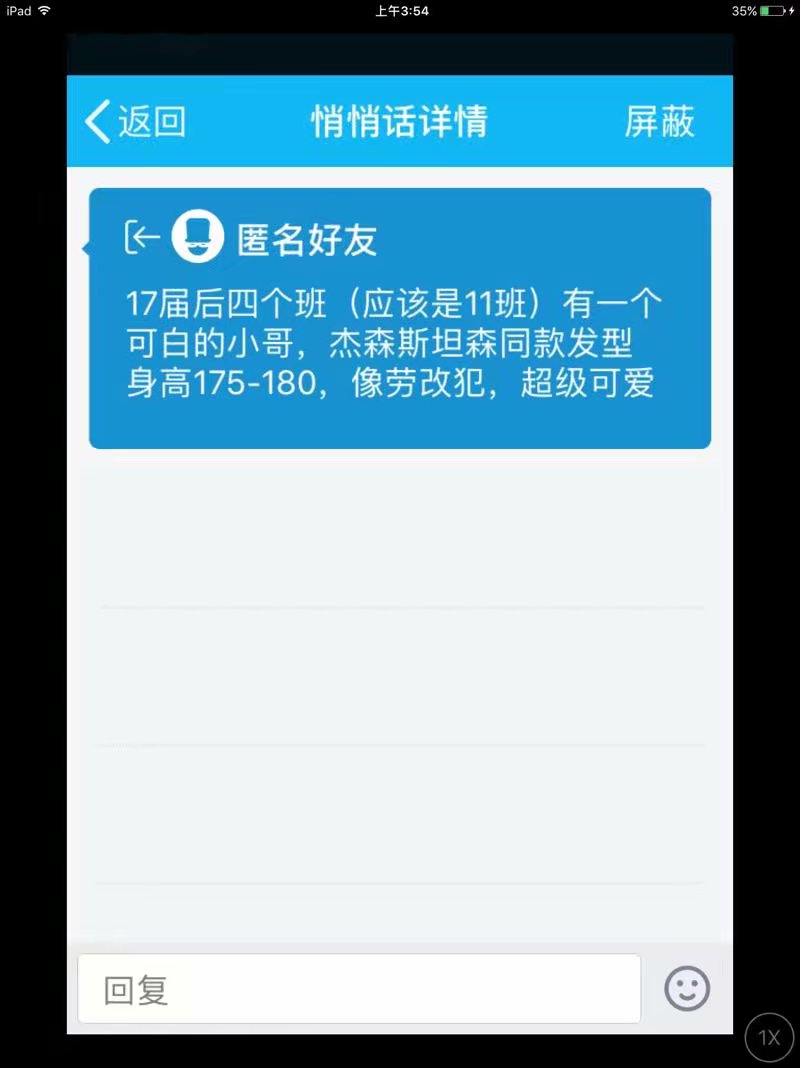 iPad 上午3:54 35%
返回 悄悄话详情 屏蔽
匿名好友
17届后四个班（应该是11班）有一个
可白的小哥，杰森斯坦森同款发型
身高175-180，像劳改犯，超级可爱
回复
1X